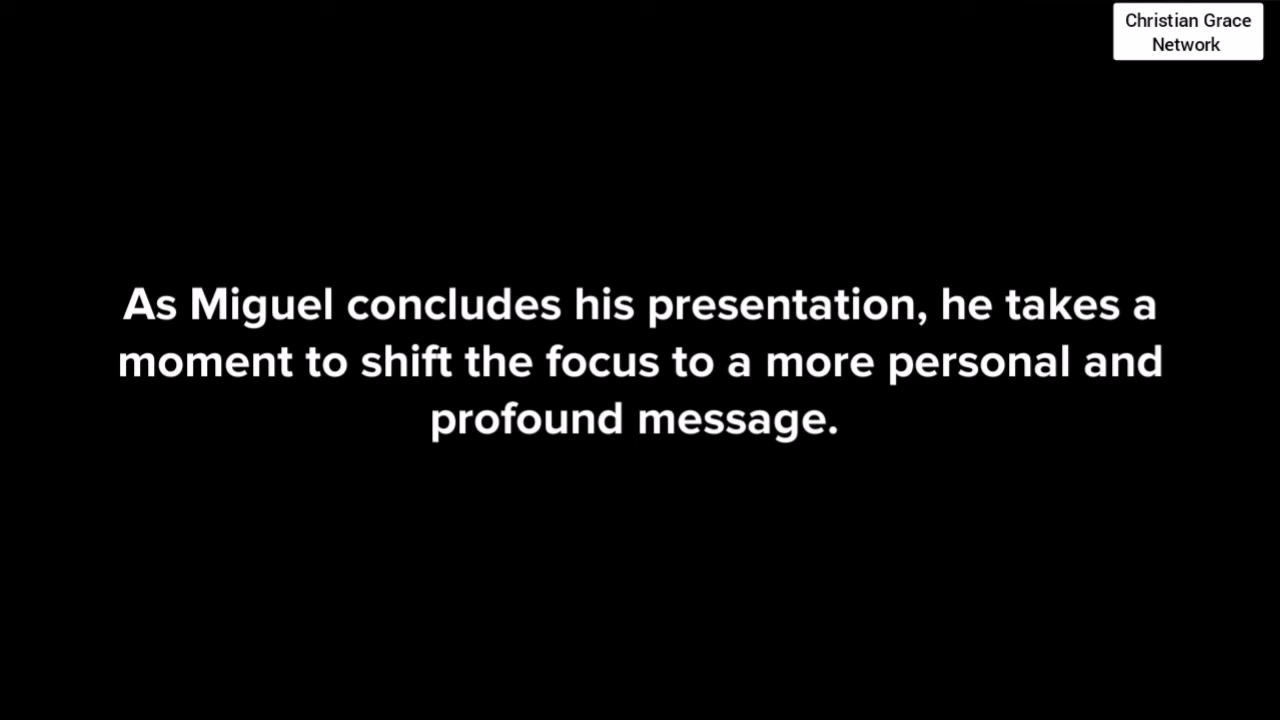 Christian Grace
Network
As Miguel concludes his presentation, he takes a
moment to shift the focus to a more personal and
profound message.